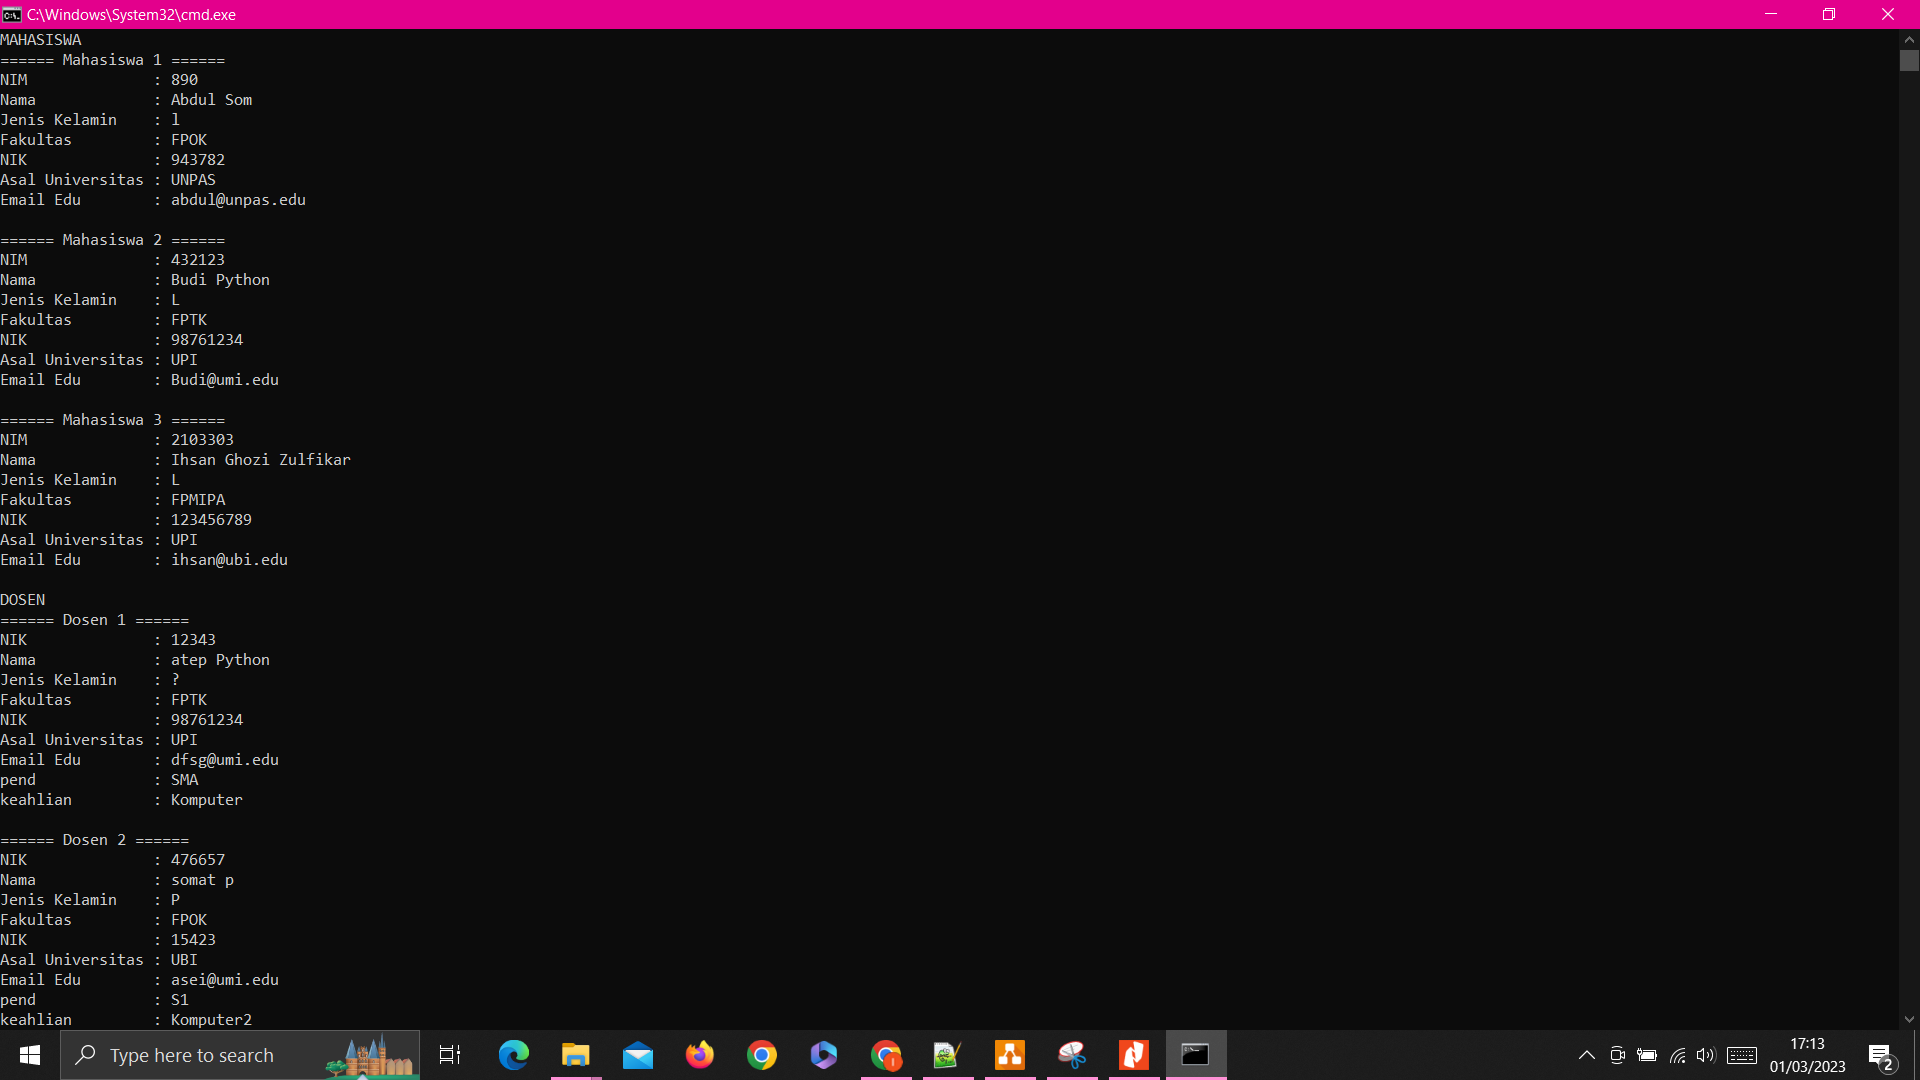 C:\Windows\System32\cmd.exe
MAHASISWA
====== Mahasiswa 1 ======
NIM              : 890
Nama             : Abdul Som
Jenis Kelamin    : l
Fakultas         : FPOK
NIK              : 943782
Asal Universitas : UNPAS
Email Edu        : abdul@unpas.edu
====== Mahasiswa 2 ======
NIM              : 432123
Nama             : Budi Python
Jenis Kelamin    : L
Fakultas         : FPTK
NIK              : 98761234
Asal Universitas : UPI
Email Edu        : Budi@umi.edu
====== Mahasiswa 3 ======
NIM              : 2103303
Nama             : Ihsan Ghozi Zulfikar
Jenis Kelamin    : L
Fakultas         : FPMIPA
NIK              : 123456789
Asal Universitas : UPI
Email Edu        : ihsan@ubi.edu
DOSEN
====== Dosen 1 ======
NIK              : 12343
Nama             : atep Python
Jenis Kelamin    : ?
Fakultas         : FPTK
NIK              : 98761234
Asal Universitas : UPI
Email Edu        : dfsg@umi.edu
pend             : SMA
keahlian         : Komputer
====== Dosen 2 ======
NIK              : 476657
Nama             : somat p
Jenis Kelamin    : P
Fakultas         : FPOK
NIK              : 15423
Asal Universitas : UBI
Email Edu        : asei@umi.edu
pend             : S1
keahlian         : Komputer2
Type here to search
17:13
01/03/2023
2